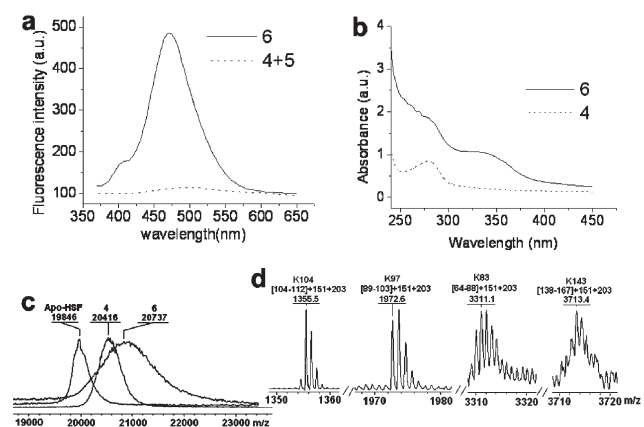 a
500
400
300
200
100
Fluorescence intensity (a.u.)
6
4+5
350 400 450 500 550 600 650
wavelength(nm)
b
4
3
2
1
0
Absorbance (a.u.)
6
4
250 300 350 400 450
Wavelength (nm)
c
Apo-HSF
19846
4
20416
6
20737
19000 20000 21000 22000 23000 m/z
d
K104
[104-112]+151+203
1355.5
K97
[89-103]+151+203
1972.6
K83
[64-88]+151+203
3311.1
K143
[138-167]+151+203
3713.4
1350 1360 1970 1980 3310 3320 3710 3720 m/z